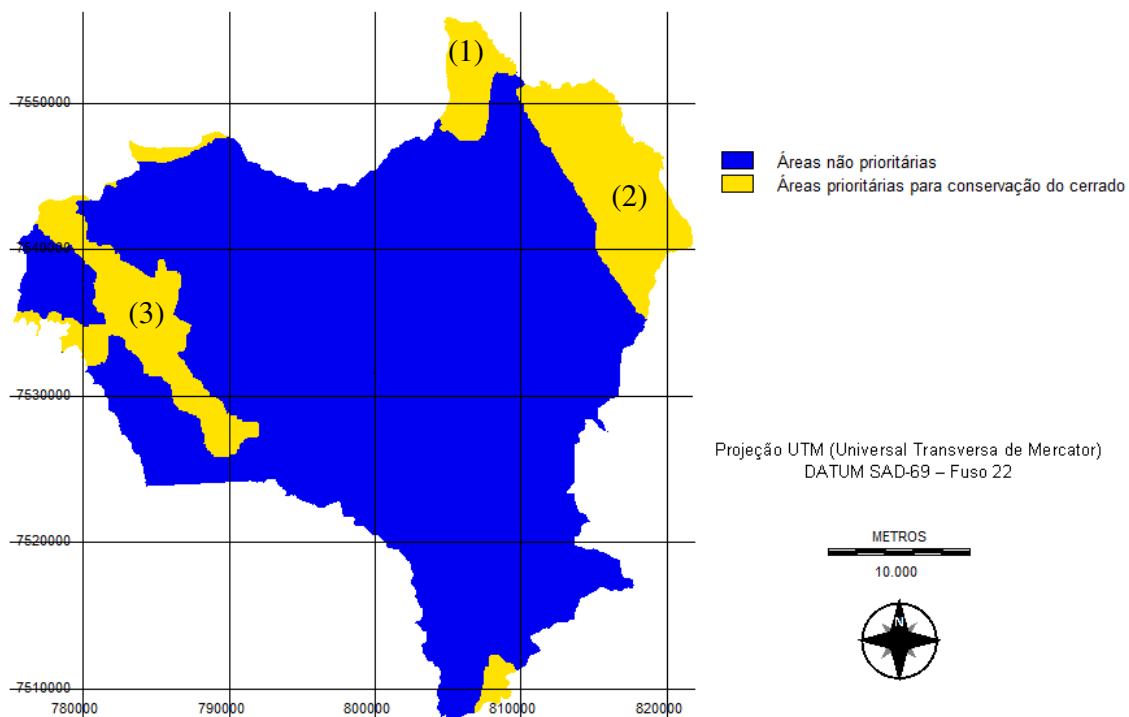 (1)
7550000
Áreas não prioritárias
Áreas prioritárias para conservação do cerrado
(2)
7540000
(3)
7530000
Projeção UTM (Universal Transversa de Mercator)
DATUM SAD-69 – Fuso 22
7520000
METROS
10.000
N
7510000
780000 790000 800000 810000 820000